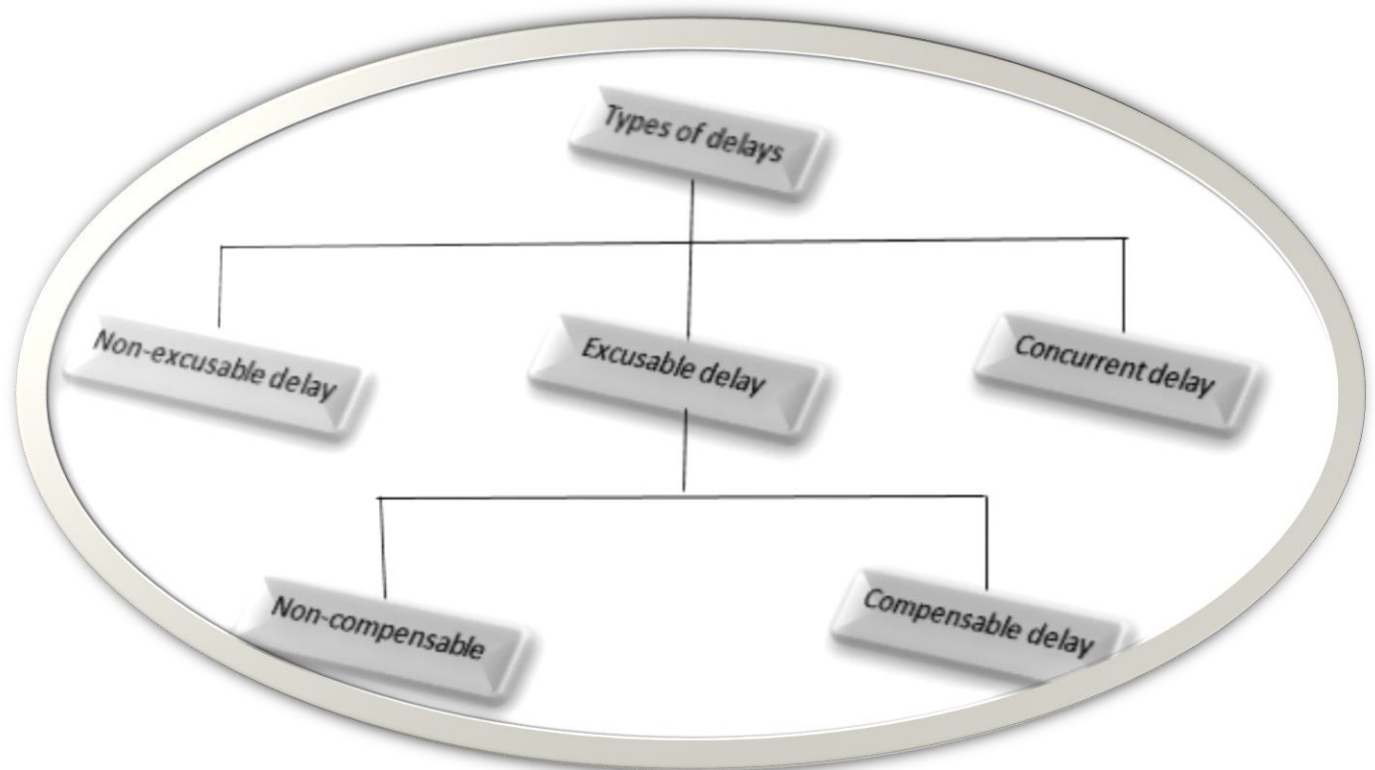 Types of delays
Non-excusable delay
Excusable delay
Concurrent delay
Non-compensable
Compensable delay